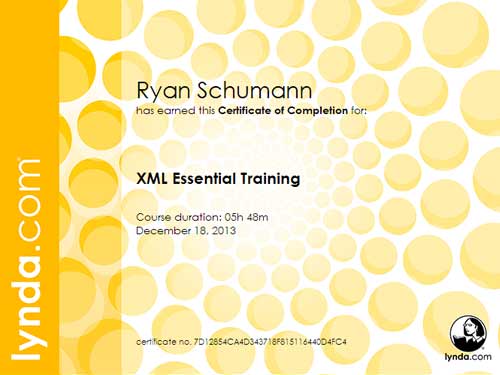 lynda.com™
Ryan Schumann
has earned this Certificate of Completion for:
XML Essential Training
Course duration: 05h 48m
December 18, 2013
certificate no. 7D12854CA4D343718F815116440D4FC4
lynda.com